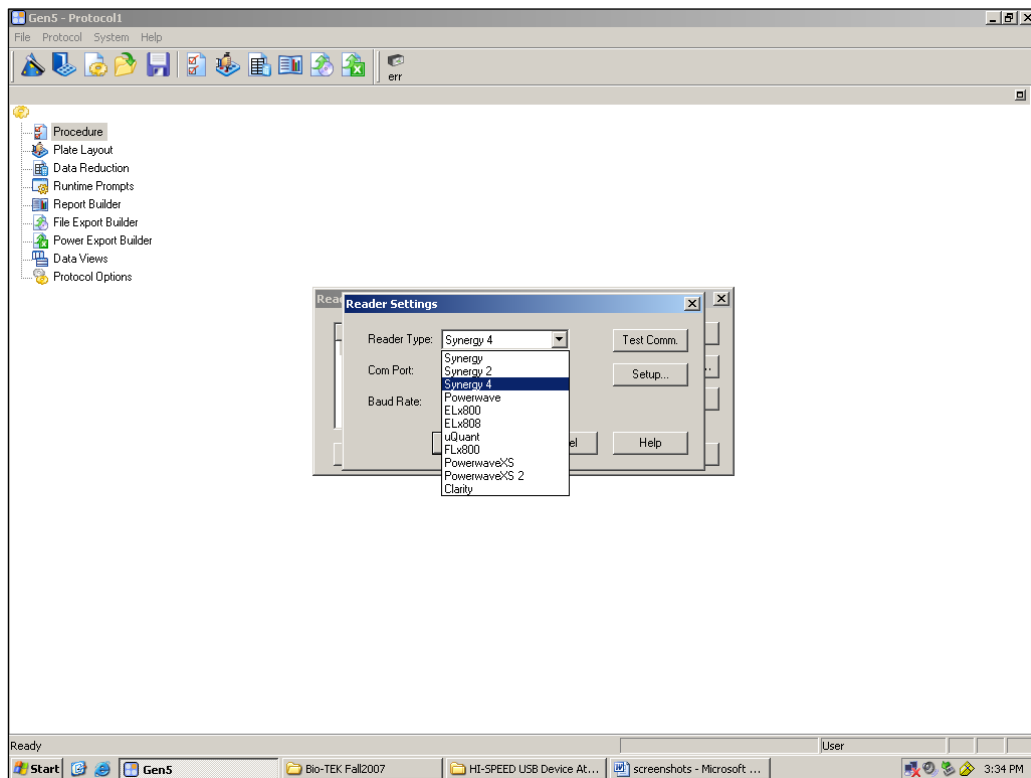 Gen5 - Protocol1
File Protocol System Help
err
Procedure
Plate Layout
Data Reduction
Runtime Prompts
Report Builder
File Export Builder
Power Export Builder
Data Views
Protocol Options
Reader Settings
Reader Type: Synergy 4 Test Comm.
Synergy
Com Port: Synergy 2 Setup...
Synergy 4
Baud Rate: Powerwave
ELx800
ELx808
uQuant Help
FLx800
PowerwaveXS
PowerwaveXS 2
Clarity
Ready User
Start Gen5 Bio-TEK Fall2007 HI-SPEED USB Device At... screenshots - Microsoft ... 3:34 PM